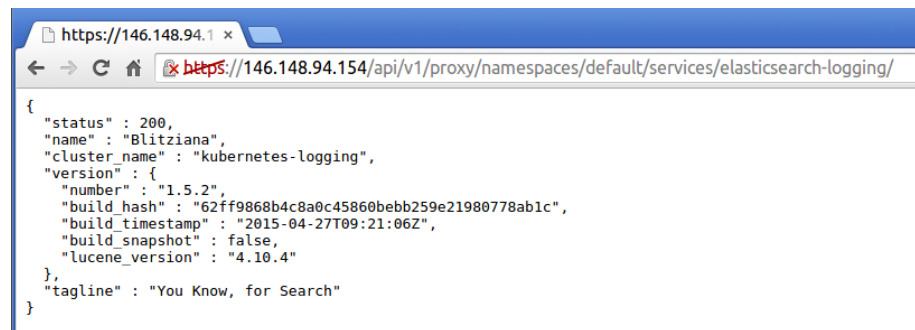 https://146.148.94.1
https://146.148.94.154/api/v1/proxy/namespaces/default/services/elasticsearch-logging/
{
  "status" : 200,
  "name" : "Blitziana",
  "cluster_name" : "kubernetes-logging",
  "version" : {
    "number" : "1.5.2",
    "build_hash" : "62ff9868b4c8a0c45860bebb259e21980778ab1c",
    "build_timestamp" : "2015-04-27T09:21:06Z",
    "build_snapshot" : false,
    "lucene_version" : "4.10.4"
  },
  "tagline" : "You Know, for Search"
}